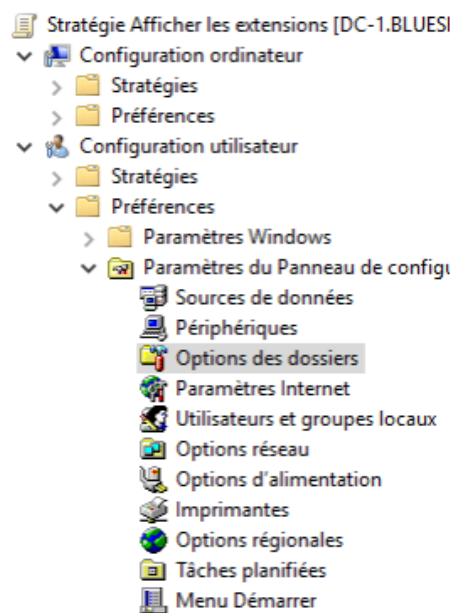 Stratégie Afficher les extensions [DC-1.BLUES
Configuration ordinateur
Stratégies
Préférences
Configuration utilisateur
Stratégies
Préférences
Paramètres Windows
Paramètres du Panneau de configu
Sources de données
Périphériques
Options des dossiers
Paramètres Internet
Utilisateurs et groupes locaux
Options réseau
Options d'alimentation
Imprimantes
Options régionales
Tâches planifiées
Menu Démarrer